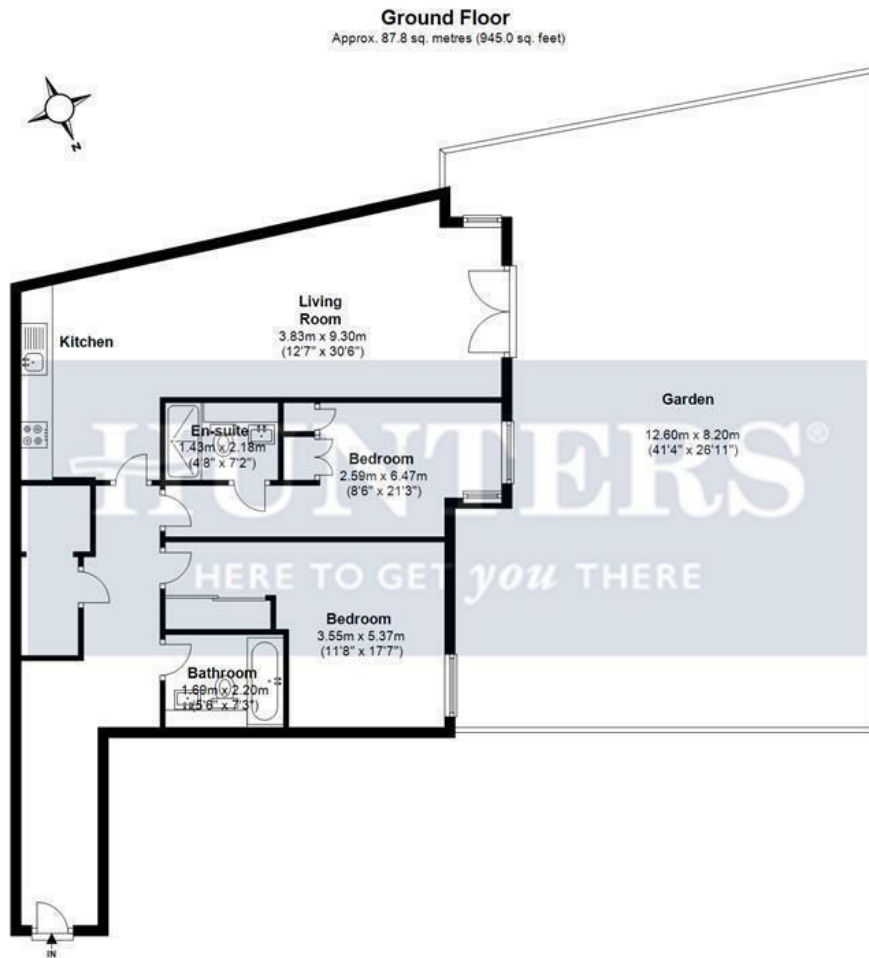 Ground Floor
Approx. 87.8 sq. metres (945.0 sq. feet)
N
Living
Room
3.83m x 9.30m
(12'7" x 30'6")
Kitchen
Garden
12.60m x 8.20m
(41'4" x 26'11")
HUNTERS®
HERE TO GET you THERE
En-suite
1.43m x 2.18m
(4'8" x 7'2")
Bedroom
2.59m x 6.47m
(8'6" x 21'3")
Bedroom
3.55m x 5.37m
(11'8" x 17'7")
Bathroom
1.69m x 2.20m
(5'6" x 7'3")
IN